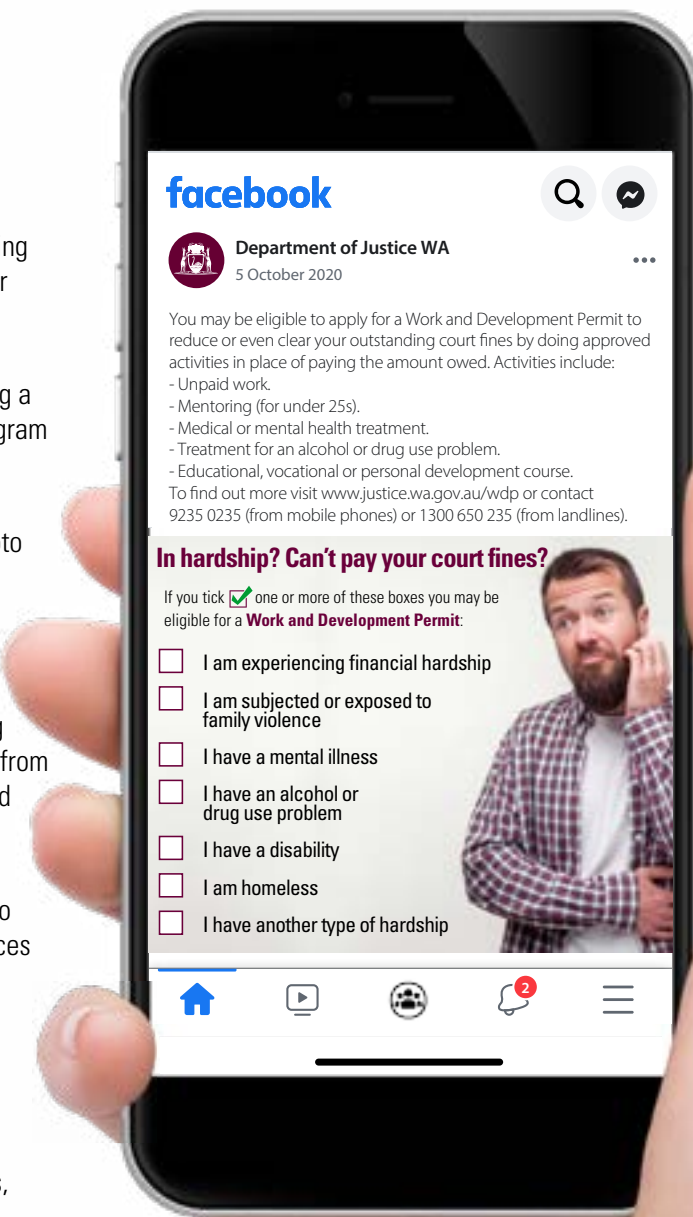 ing
r
g a
gram
to
g
from
d
o
ces
s,
facebook
Department of Justice WA
5 October 2020
You may be eligible to apply for a Work and Development Permit to
reduce or even clear your outstanding court fines by doing approved
activities in place of paying the amount owed. Activities include:
- Unpaid work.
- Mentoring (for under 25s).
- Medical or mental health treatment.
- Treatment for an alcohol or drug use problem.
- Educational, vocational or personal development course.
To find out more visit www.justice.wa.gov.au/wdp or contact
9235 0235 (from mobile phones) or 1300 650 235 (from landlines).
In hardship? Can't pay your court fines?
If you tick one or more of these boxes you may be
eligible for a Work and Development Permit:
I am experiencing financial hardship
I am subjected or exposed to
family violence
I have a mental illness
I have an alcohol or
drug use problem
I have a disability
I am homeless
I have another type of hardship
2